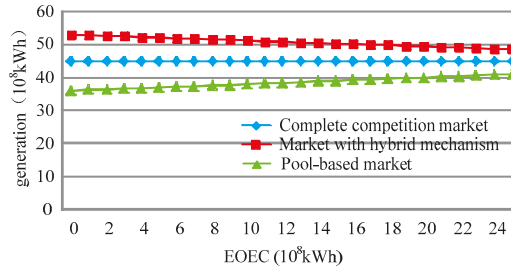 60
50
40
30
20
10
0
generation（10⁸kWh）
Complete competition market
Market with hybrid mechanism
Pool-based market
0 2 4 6 8 10 12 14 16 18 20 22 24
EOEC (10⁸kWh)